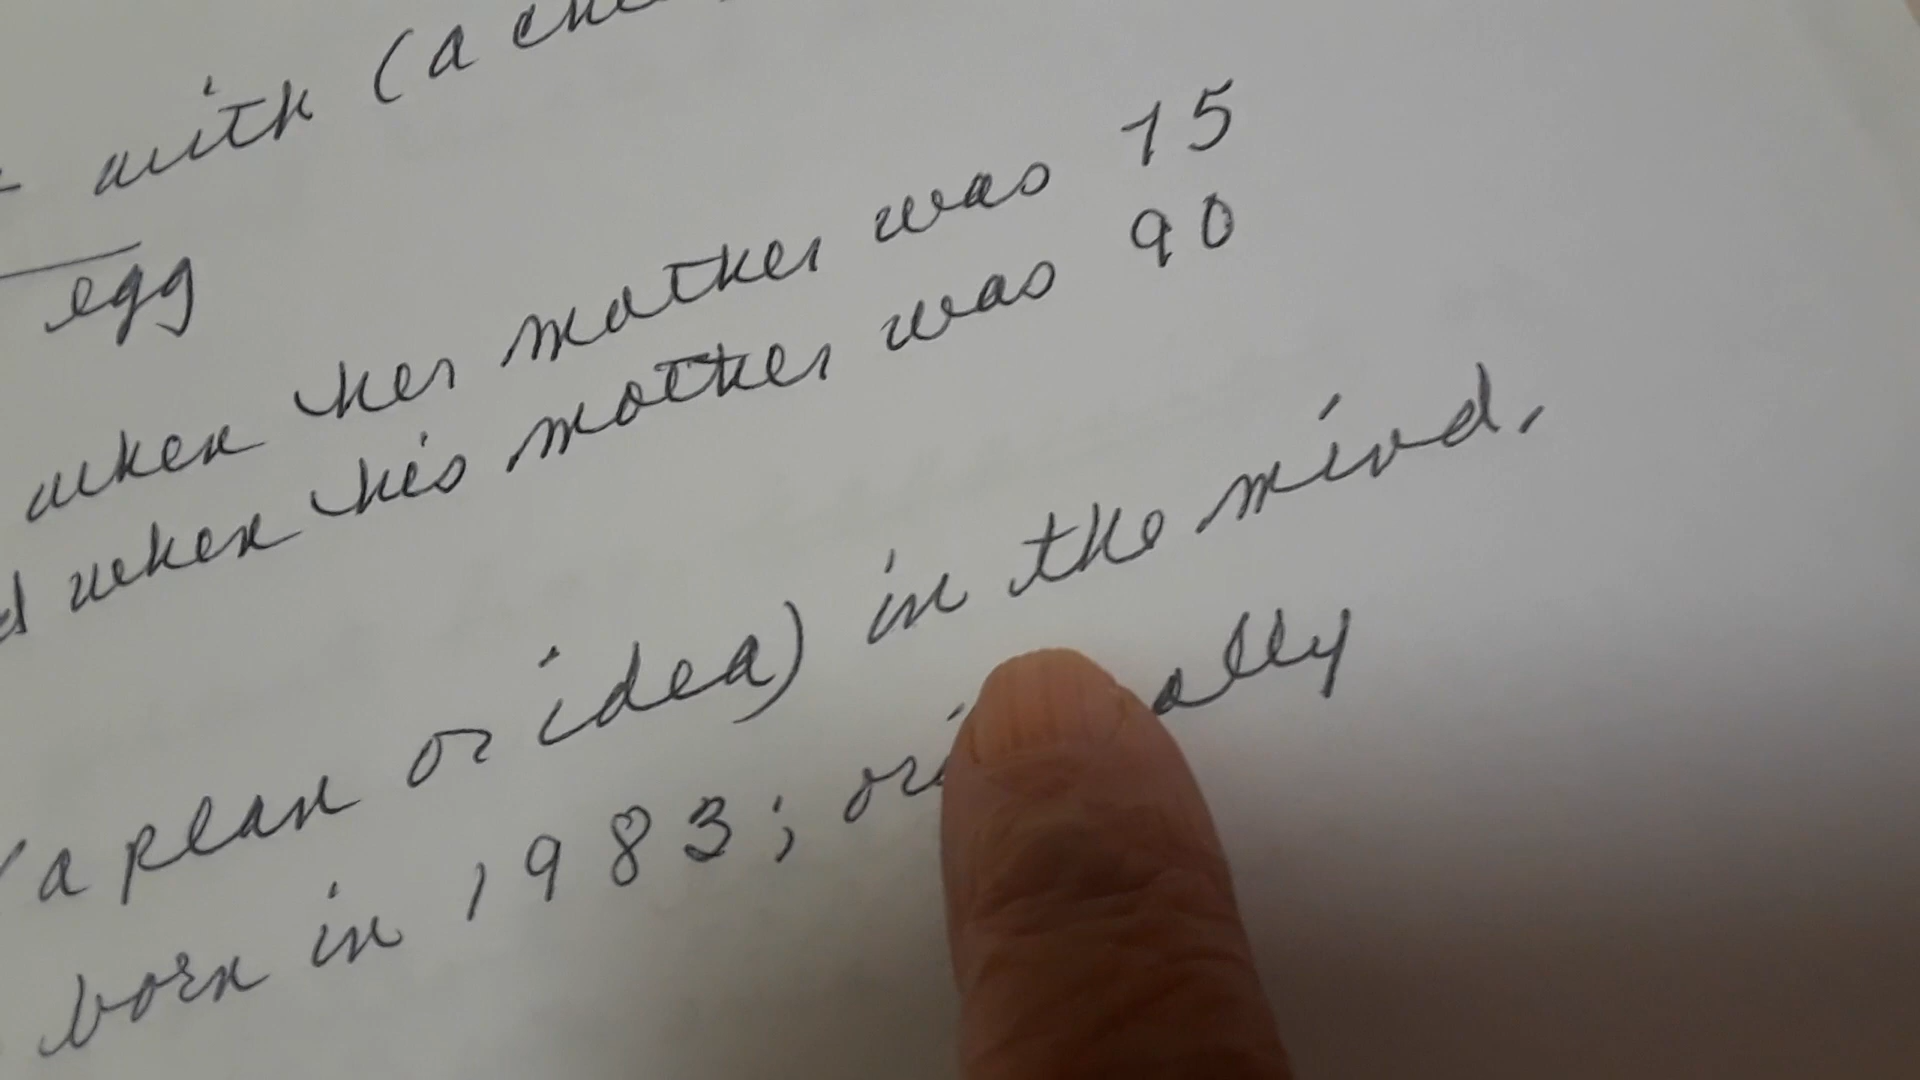 with (a
egg
when her mother was 75
when his mother was 90
a plan or idea) in the mind.
born in 1983;